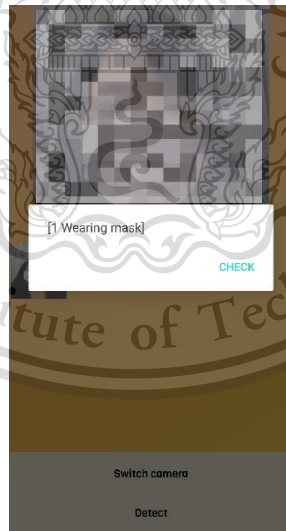 [1 Wearing mask]
CHECK
tute of Tec
Switch camera
Detect